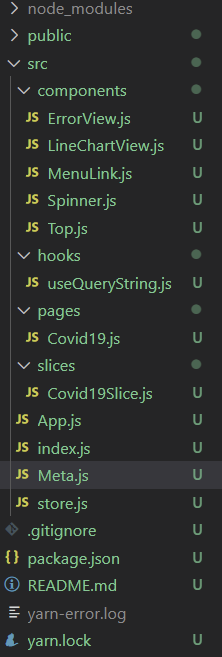 node_modules
public
src
components
JS ErrorView.js U
JS LineChartView.js U
JS MenuLink.js U
JS Spinner.js U
JS Top.js U
hooks
JS useQueryString.js U
pages
JS Covid19.js U
slices
JS Covid19Slice.js U
JS App.js U
JS index.js U
JS Meta.js U
JS store.js U
.gitignore U
{} package.json U
README.md U
yarn-error.log
yarn.lock U